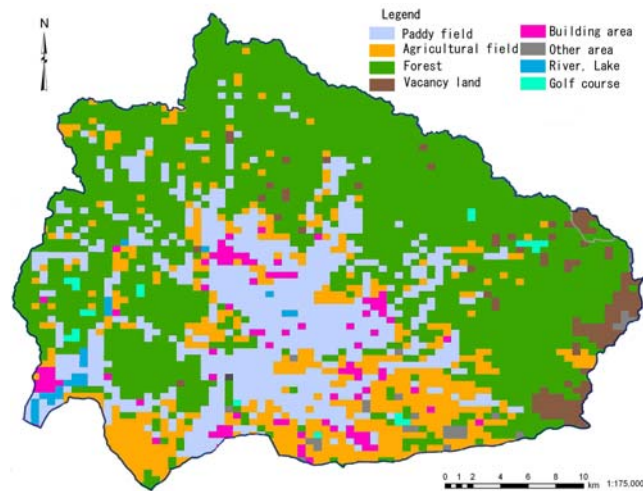 N
Legend
Paddy field
Agricultural field
Forest
Vacancy land
Building area
Other area
River, Lake
Golf course
0 1 2 4 6 8 10
km
1:175,000